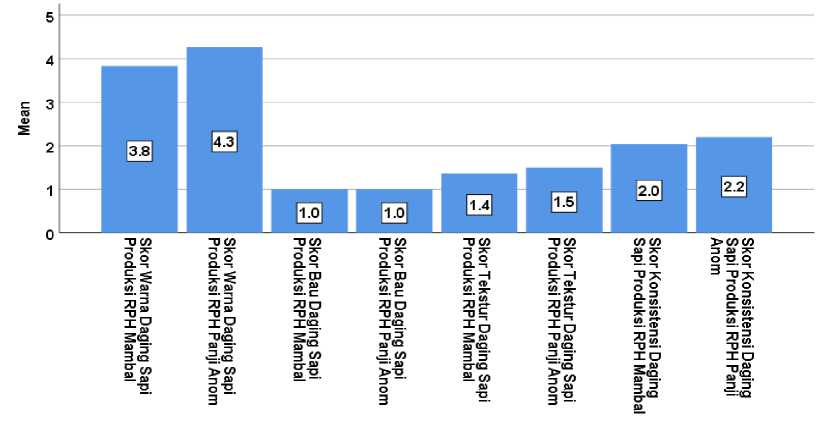 5
4
3
2
1
0
Mean
3.8
4.3
1.0
1.0
1.4
1.5
2.0
2.2
Skor Warna Daging Sapi
Produksi RPH Mambal
Skor Warna Daging Sapi
Produksi RPH Panji Anom
Skor Bau Daging Sapi
Produksi RPH Mambal
Skor Bau Daging Sapi
Produksi RPH Panji Anom
Skor Tekstur Daging Sapi
Produksi RPH Mambal
Skor Tekstur Daging Sapi
Produksi RPH Panji Anom
Skor Konsistensi Daging
Sapi Produksi RPH Mambal
Skor Konsistensi Daging
Sapi Produksi RPH Panji
Anom